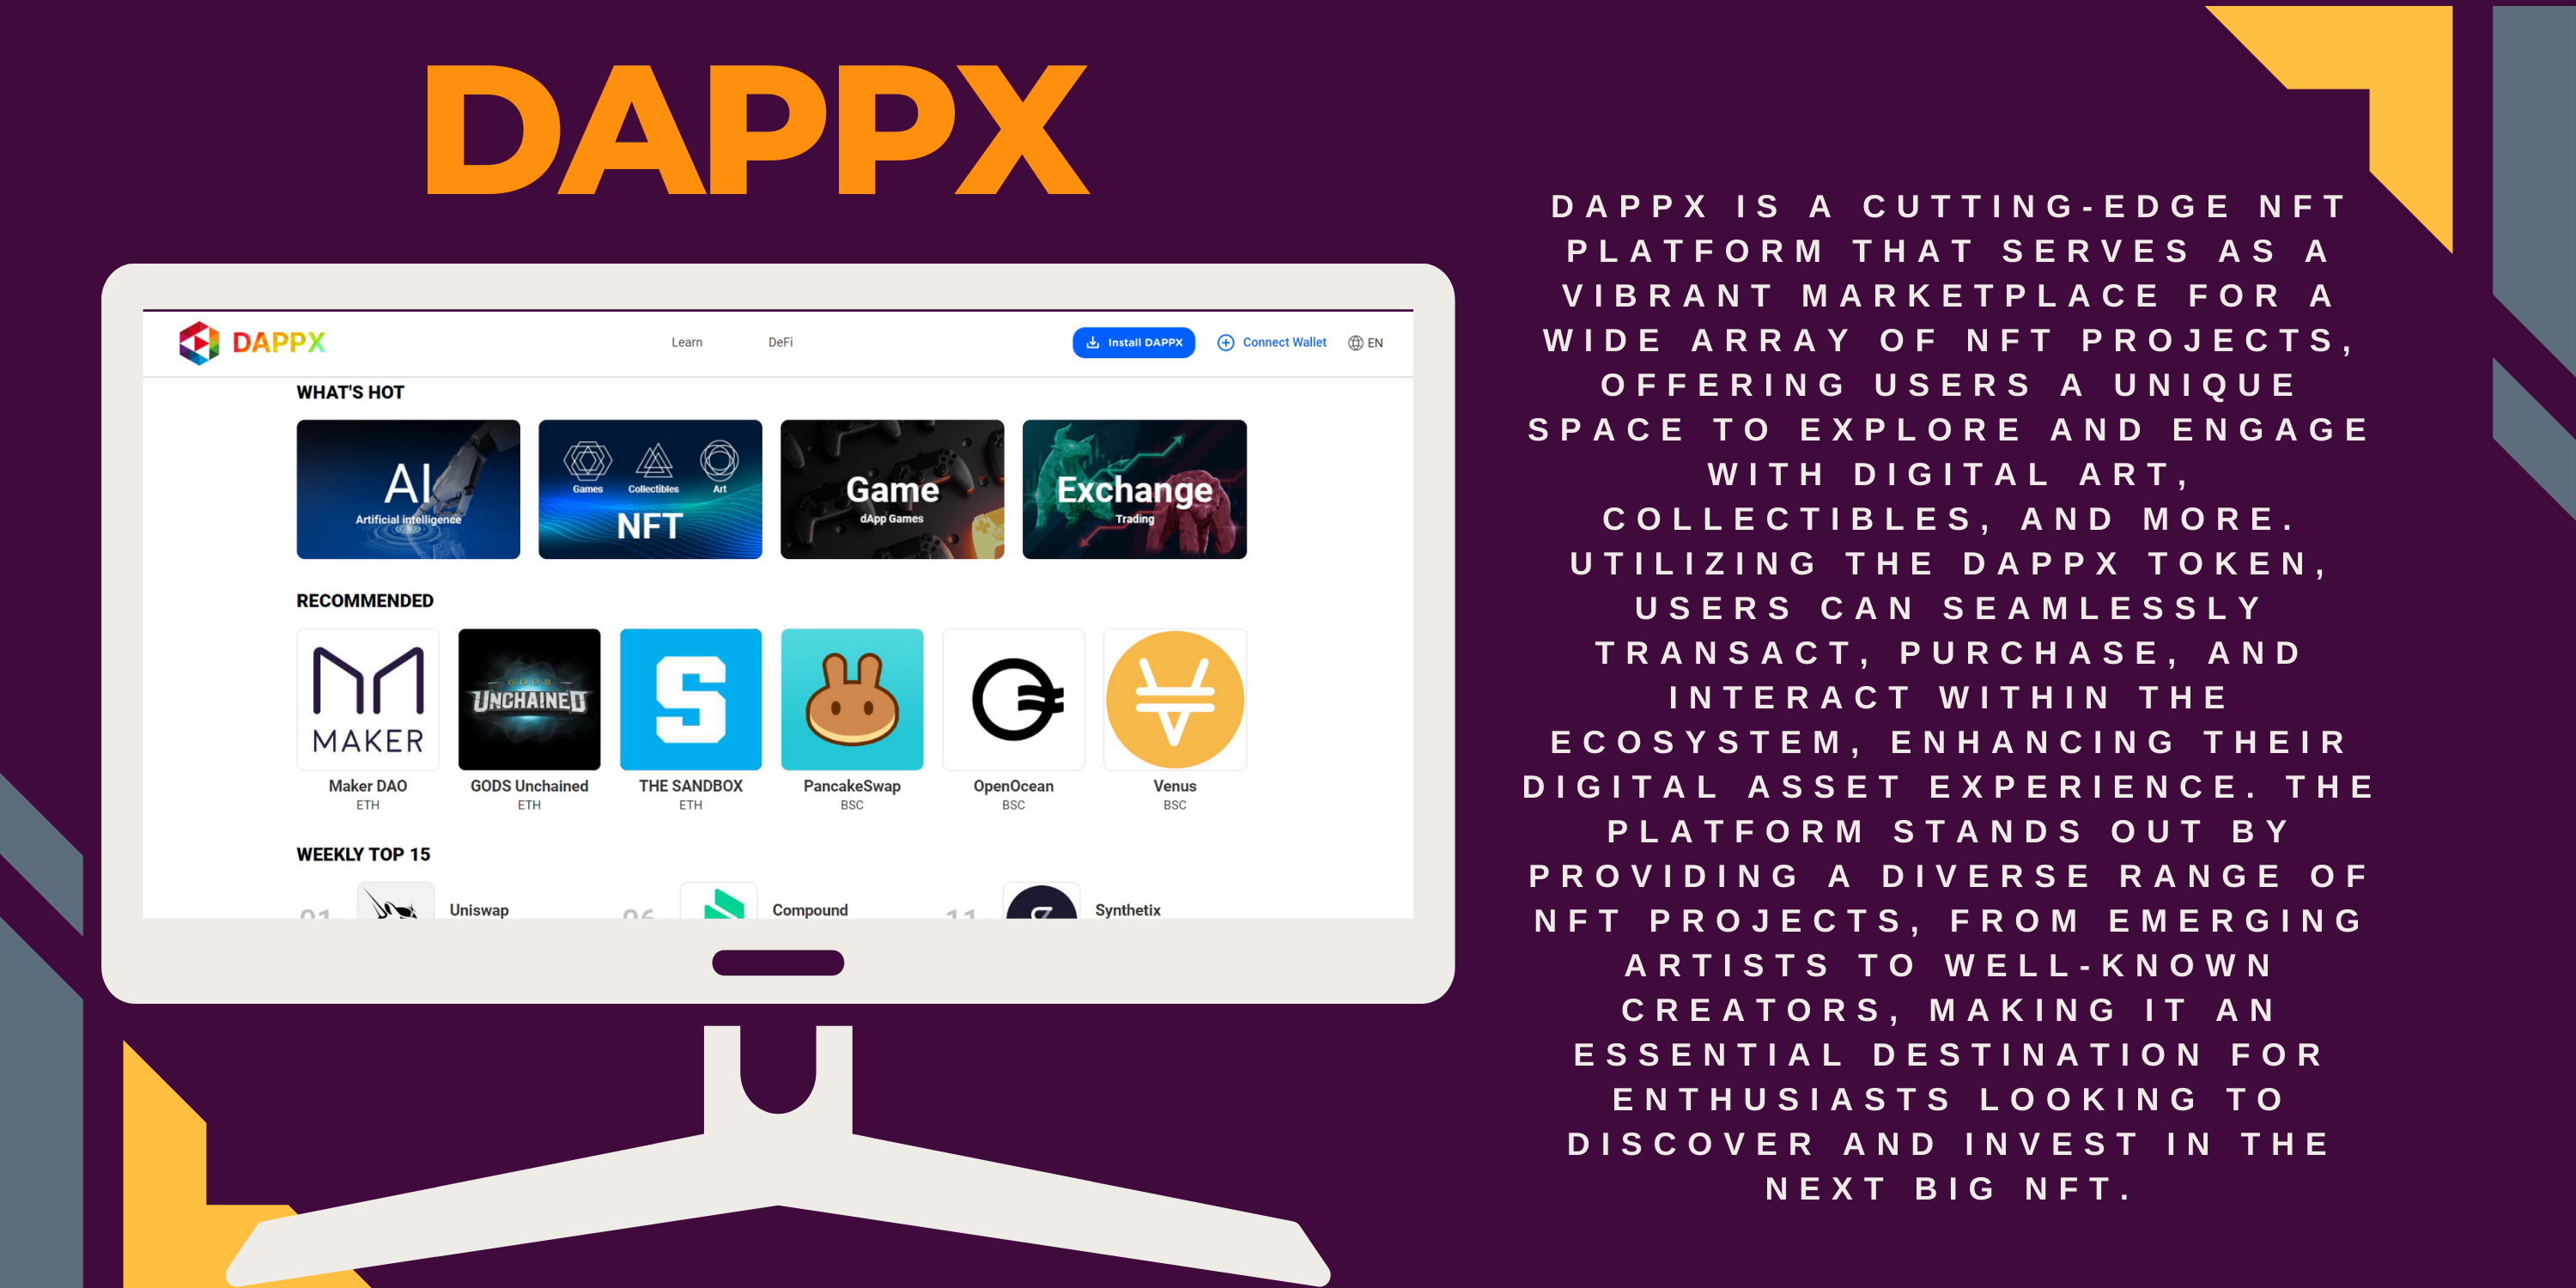 DAPPX
DAPPX
Learn
DeFi
Install DAPPX
Connect Wallet
EN
WHAT'S HOT
AI
Artificial intelligence
Games
Collectibles
Art
NFT
Game
dApp Games
Exchange
Trading
RECOMMENDED
MAKER
GODS
UNCHAINED
Maker DAO
ETH
GODS Unchained
ETH
THE SANDBOX
ETH
PancakeSwap
BSC
OpenOcean
BSC
Venus
BSC
WEEKLY TOP 15
01
Uniswap
06
Compound
11
Synthetix
DAPPX IS A CUTTING-EDGE NFT
PLATFORM THAT SERVES AS A
VIBRANT MARKETPLACE FOR A
WIDE ARRAY OF NFT PROJECTS,
OFFERING USERS A UNIQUE
SPACE TO EXPLORE AND ENGAGE
WITH DIGITAL ART,
COLLECTIBLES, AND MORE.
UTILIZING THE DAPPX TOKEN,
USERS CAN SEAMLESSLY
TRANSACT, PURCHASE, AND
INTERACT WITHIN THE
ECOSYSTEM, ENHANCING THEIR
DIGITAL ASSET EXPERIENCE. THE
PLATFORM STANDS OUT BY
PROVIDING A DIVERSE RANGE OF
NFT PROJECTS, FROM EMERGING
ARTISTS TO WELL-KNOWN
CREATORS, MAKING IT AN
ESSENTIAL DESTINATION FOR
ENTHUSIASTS LOOKING TO
DISCOVER AND INVEST IN THE
NEXT BIG NFT.